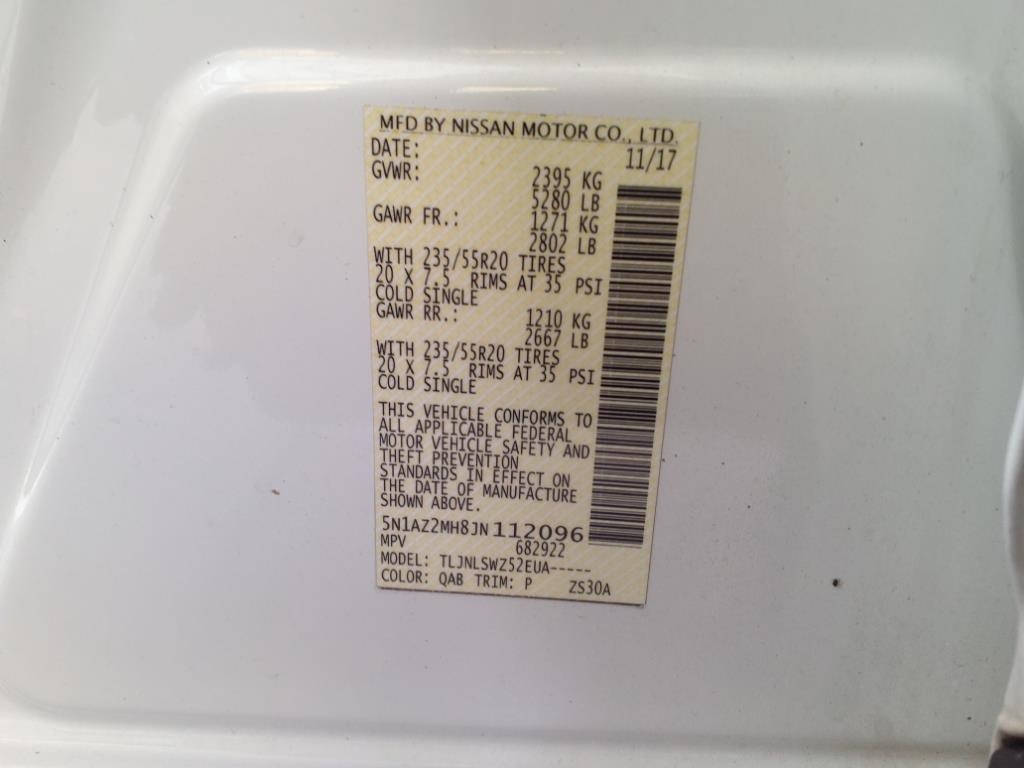 MFD BY NISSAN MOTOR CO., LTD.
DATE: 11/17
GVWR: 2395 KG
5280 LB
GAWR FR.: 1271 KG
2802 LB
WITH 235/55R20 TIRES
20 X 7.5 RIMS AT 35 PSI
COLD SINGLE
GAWR RR.: 1210 KG
2667 LB
WITH 235/55R20 TIRES
20 X 7.5 RIMS AT 35 PSI
COLD SINGLE
THIS VEHICLE CONFORMS TO
ALL APPLICABLE FEDERAL
MOTOR VEHICLE SAFETY AND
THEFT PREVENTION
STANDARDS IN EFFECT ON
THE DATE OF MANUFACTURE
SHOWN ABOVE.
5N1AZ2MH8JN112096
MPV 682922
MODEL: TLJNLSWZ52EUA-----
COLOR: QAB TRIM: P ZS30A